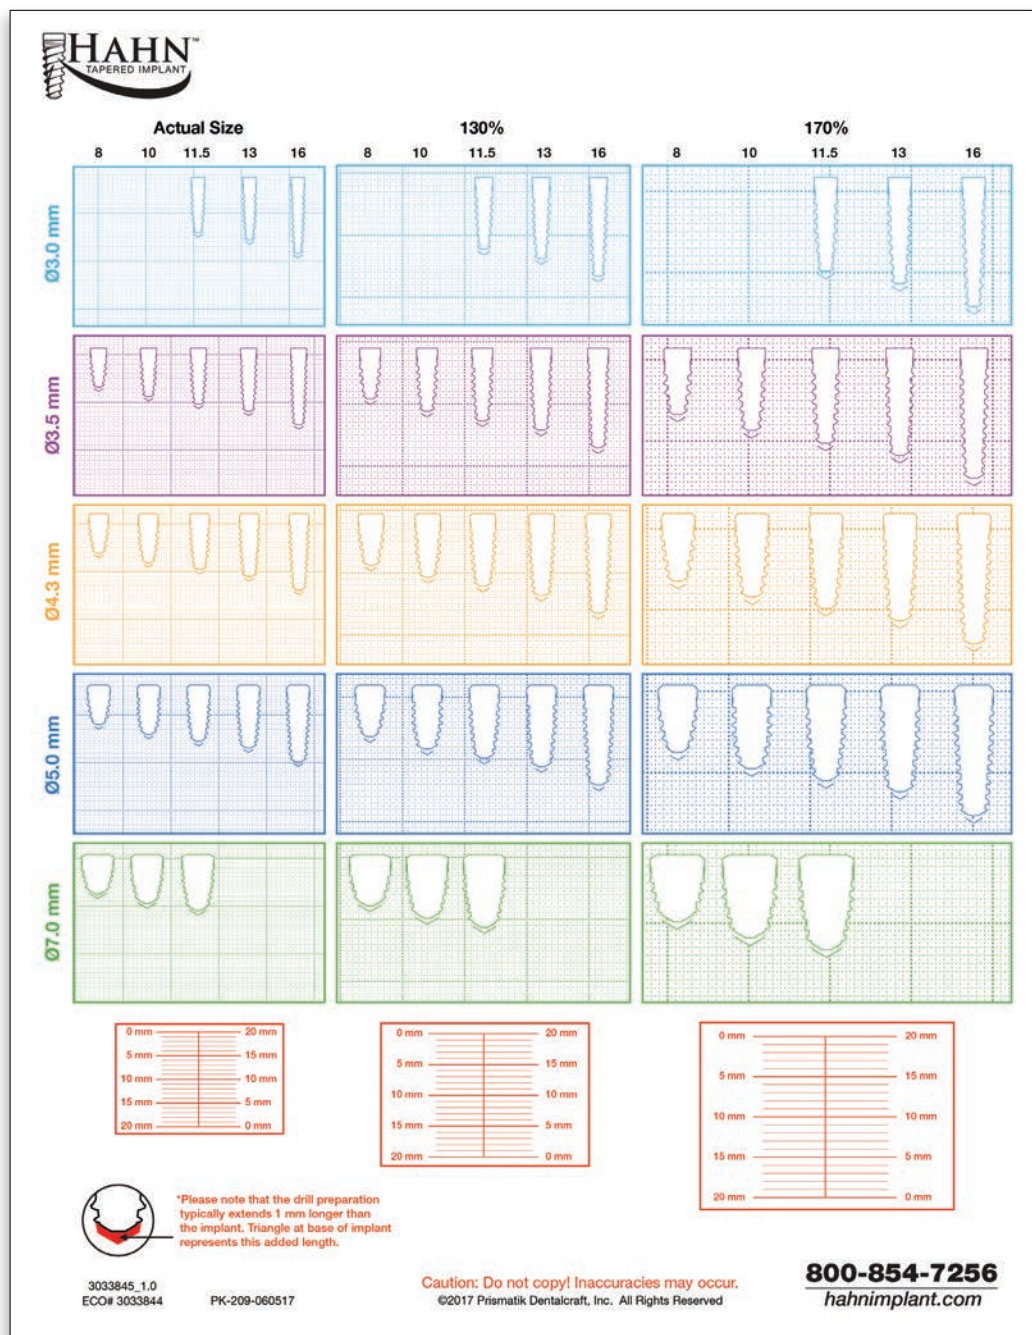 HAHN™
TAPERED IMPLANT
Actual Size
130%
170%
8 10 11.5 13 16
8 10 11.5 13 16
8 10 11.5 13 16
Ø3.0 mm
Ø3.5 mm
Ø4.3 mm
Ø5.0 mm
Ø7.0 mm
0 mm 20 mm
5 mm 15 mm
10 mm 10 mm
15 mm 5 mm
20 mm 0 mm
0 mm 20 mm
5 mm 15 mm
10 mm 10 mm
15 mm 5 mm
20 mm 0 mm
0 mm 20 mm
5 mm 15 mm
10 mm 10 mm
15 mm 5 mm
20 mm 0 mm
*Please note that the drill preparation
typically extends 1 mm longer than
the implant. Triangle at base of implant
represents this added length.
3033845_1.0
ECO# 3033844
PK-209-060517
Caution: Do not copy! Inaccuracies may occur.
©2017 Prismatik Dentalcraft, Inc. All Rights Reserved
800-854-7256
hahnimplant.com